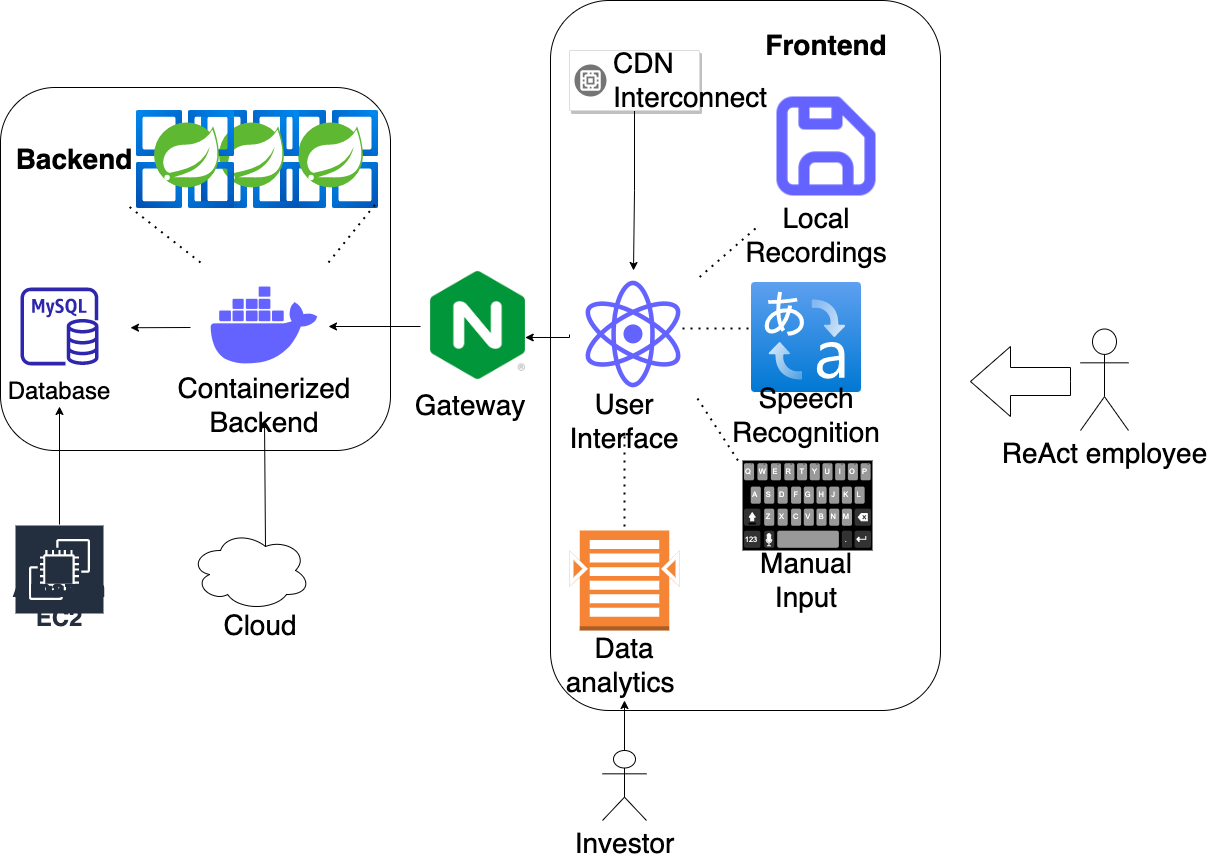 Frontend
CDN
Interconnect
Backend
Local
Recordings
MySQL
N
®
あ
a
Database
Containerized
Backend
Gateway
User
Interface
Speech
Recognition
ReAct employee
Q W E R T Y U I O P
A S D F G H J K L
Z X C V B N M
123 .
Manual
Input
EC2
Cloud
Data
analytics
Investor